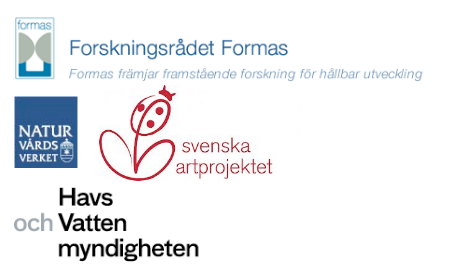 formas
Forskningsrådet Formas
Formas främjar framstående forskning för hållbar utveckling
NATUR
VÅRDS
VERKET
svenska
artprojektet
Havs
och Vatten
myndigheten